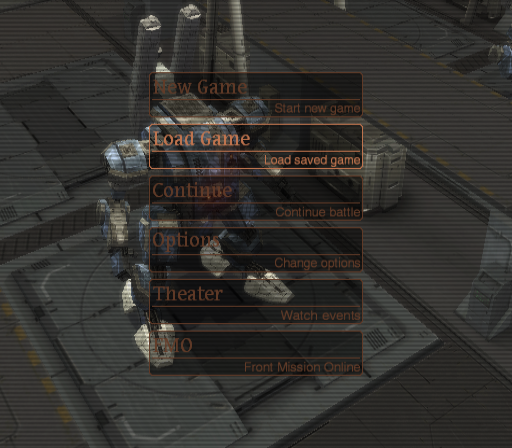 New Game
Start new game
Load Game
Load saved game
Continue
Continue battle
Options
Change options
Theater
Watch events
FMO
Front Mission Online